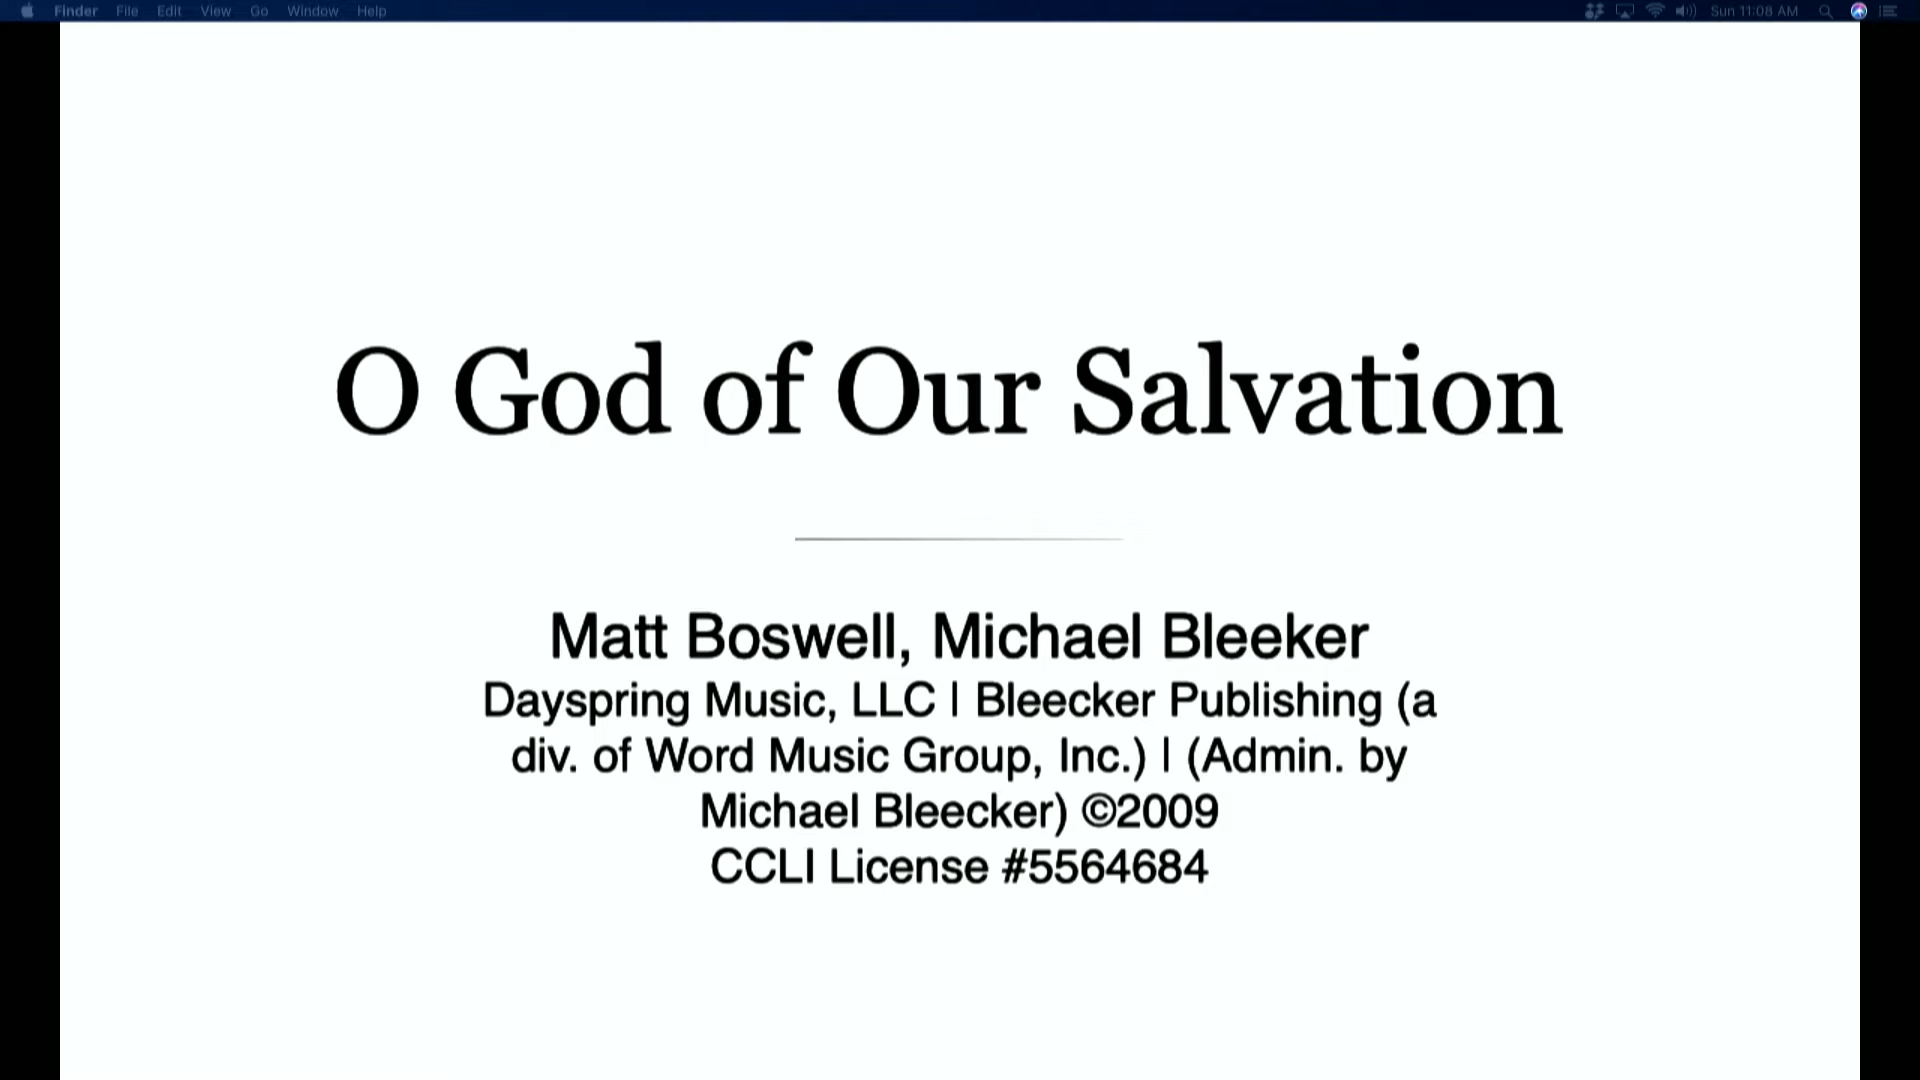 Finder File Edit View Go Window Help Sun 11:08 AM
O God of Our Salvation
Matt Boswell, Michael Bleeker
Dayspring Music, LLC | Bleecker Publishing (a
div. of Word Music Group, Inc.) | (Admin. by
Michael Bleecker) ©2009
CCLI License #5564684